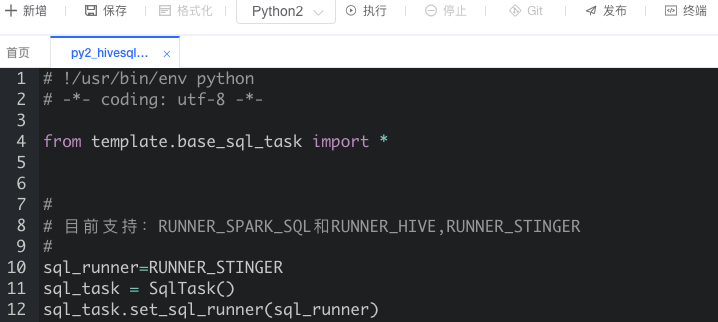 新增 保存 格式化 Python2 执行 停止 Git 发布 终端
首页 py2_hivesql... ×
1 # !/usr/bin/env python
2 # -*- coding: utf-8 -*-
3
4 from template.base_sql_task import *
5
6
7 #
8 # 目前支持：RUNNER_SPARK_SQL和RUNNER_HIVE,RUNNER_STINGER
9 #
10 sql_runner=RUNNER_STINGER
11 sql_task = SqlTask()
12 sql_task.set_sql_runner(sql_runner)